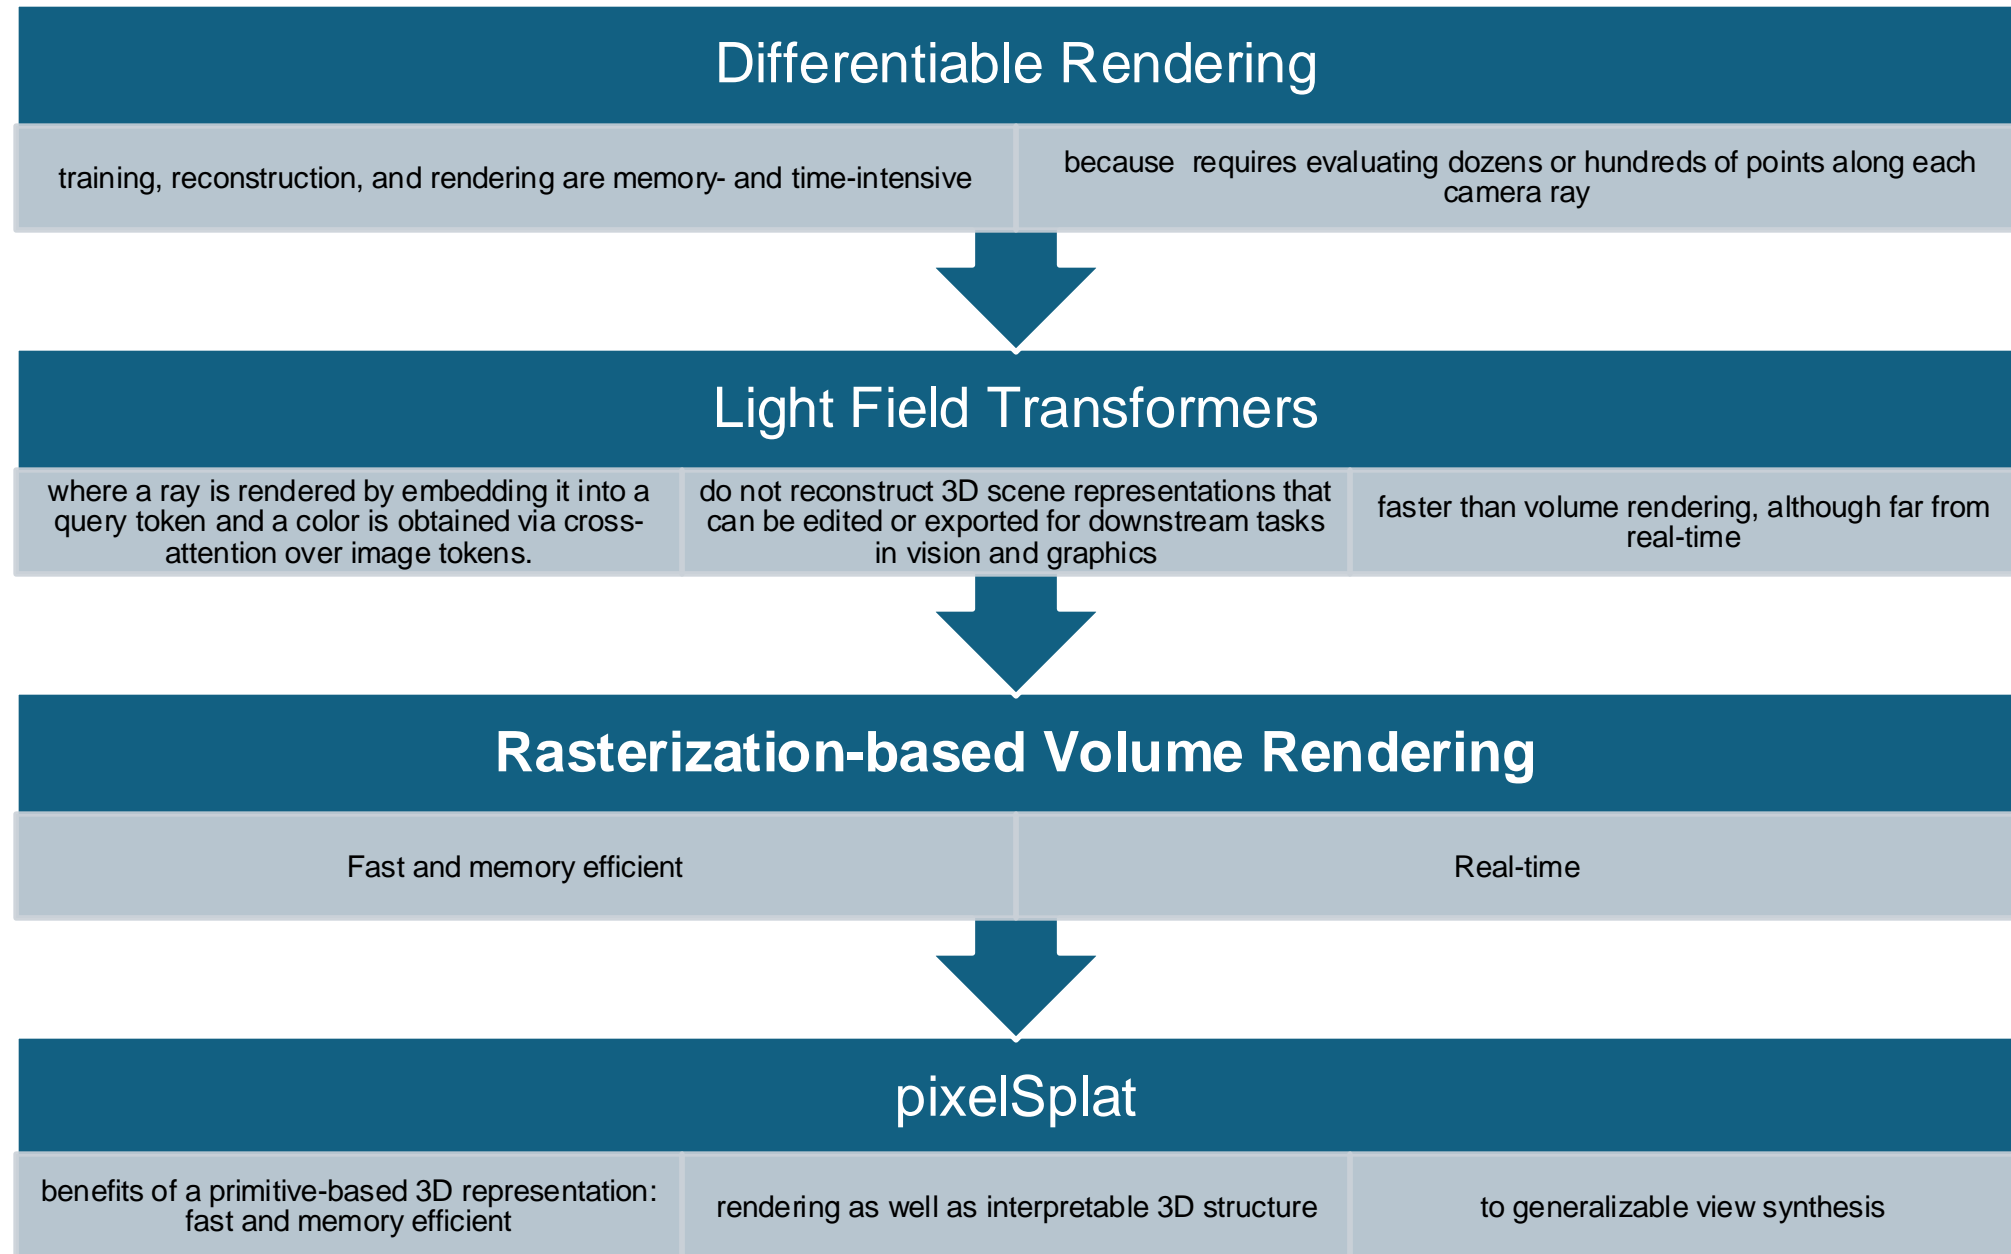 Differentiable Rendering
training, reconstruction, and rendering are memory- and time-intensive
because  requires evaluating dozens or hundreds of points along each
camera ray
Light Field Transformers
where a ray is rendered by embedding it into a
query token and a color is obtained via cross-
attention over image tokens.
do not reconstruct 3D scene representations that
can be edited or exported for downstream tasks
in vision and graphics
faster than volume rendering, although far from
real-time
Rasterization-based Volume Rendering
Fast and memory efficient
Real-time
pixelSplat
benefits of a primitive-based 3D representation:
fast and memory efficient
rendering as well as interpretable 3D structure
to generalizable view synthesis